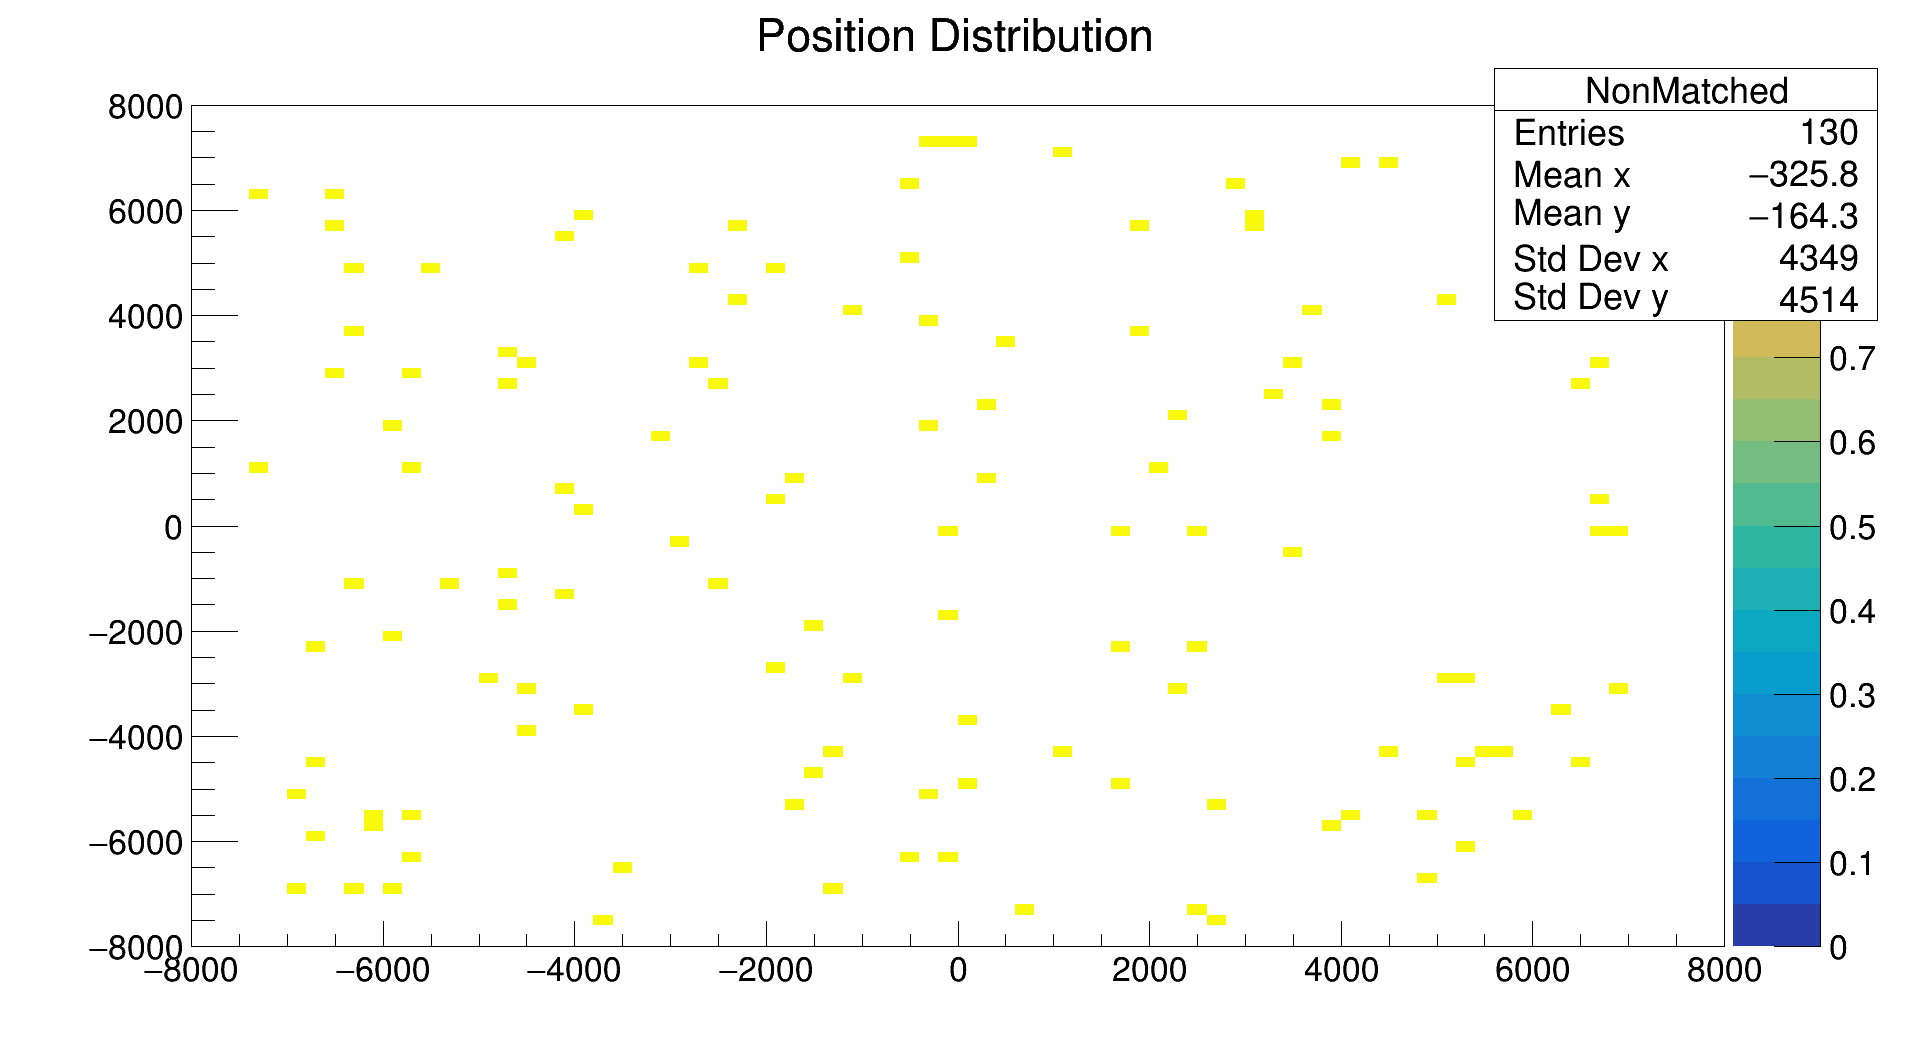 Position Distribution
NonMatched
Entries 130
Mean x −325.8
Mean y −164.3
Std Dev x 4349
Std Dev y 4514
8000
6000
4000
2000
0
−2000
−4000
−6000
−8000
−8000 −6000 −4000 −2000 0 2000 4000 6000 8000
0.7
0.6
0.5
0.4
0.3
0.2
0.1
0